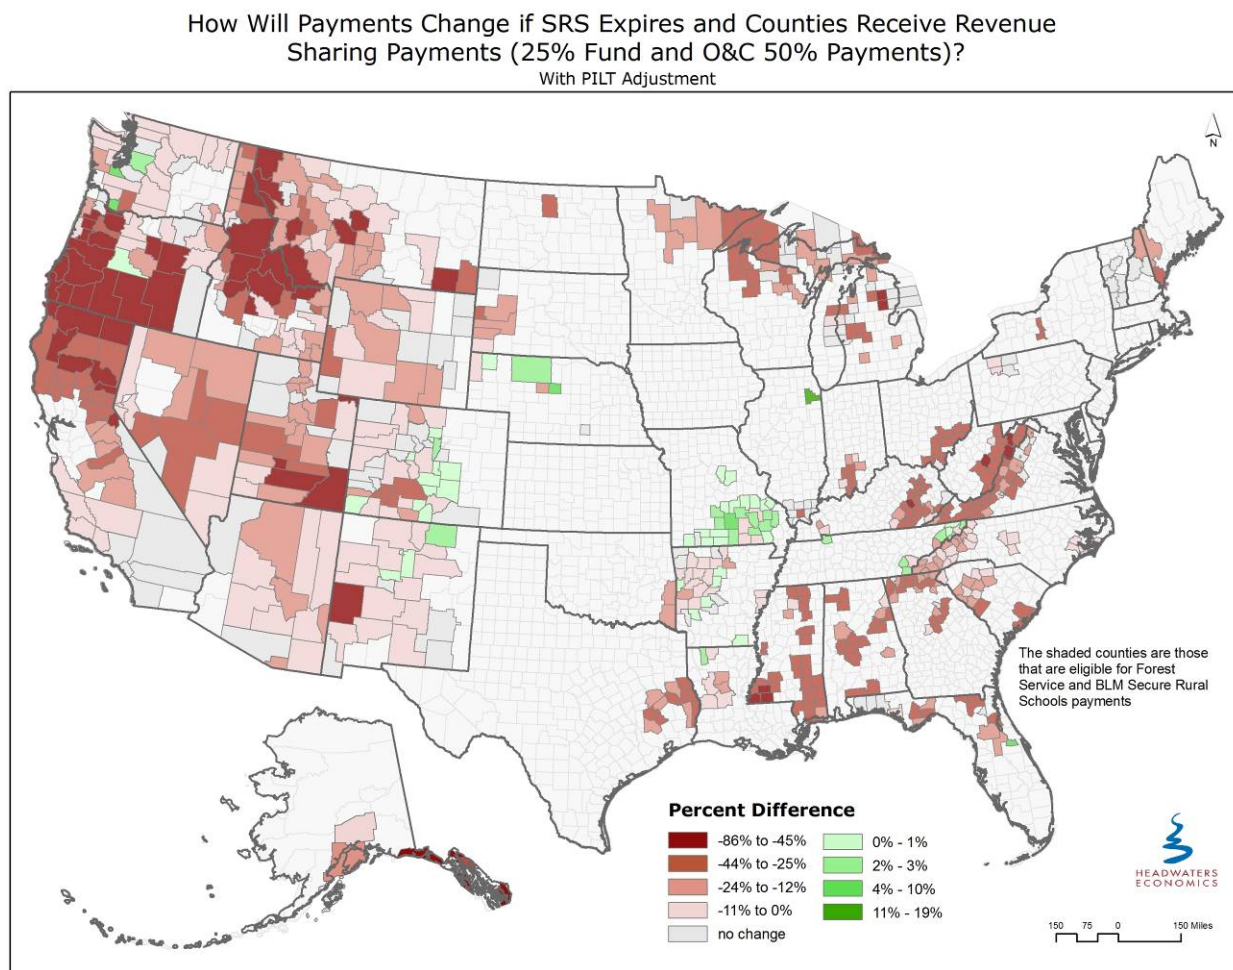 How Will Payments Change if SRS Expires and Counties Receive Revenue
Sharing Payments (25% Fund and O&C 50% Payments)?
With PILT Adjustment
N
The shaded counties are those
that are eligible for Forest
Service and BLM Secure Rural
Schools payments
Percent Difference
-86% to -45%
-44% to -25%
-24% to -12%
-11% to 0%
no change
0% - 1%
2% - 3%
4% - 10%
11% - 19%
HEADWATERS
ECONOMICS
150 75 0 150 Miles